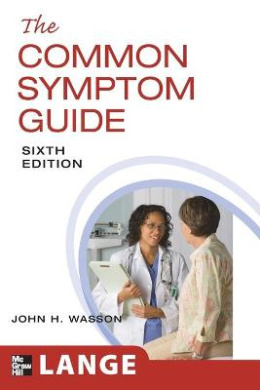 The
COMMON
SYMPTOM
GUIDE
SIXTH
EDITION
JOHN H. WASSON
Mc
Graw
Hill
LANGE